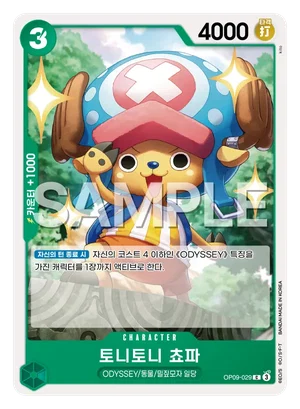 3
4000
타격
打
카운터 +1000
SAMPLE
자신의 턴 종료 시 자신의 코스트 4 이하인 《ODYSSEY》 특징을
가진 캐릭터를 1장까지 액티브로 한다.
CHARACTER
토니토니 쵸파
ODYSSEY/동물/밀짚모자 일당
OP09-029 C
3
BANDAI MADE IN KOREA